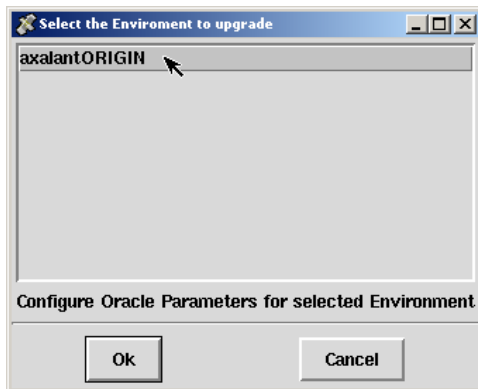 Select the Enviroment to upgrade
axalantORIGIN
Configure Oracle Parameters for selected Environment
Ok
Cancel